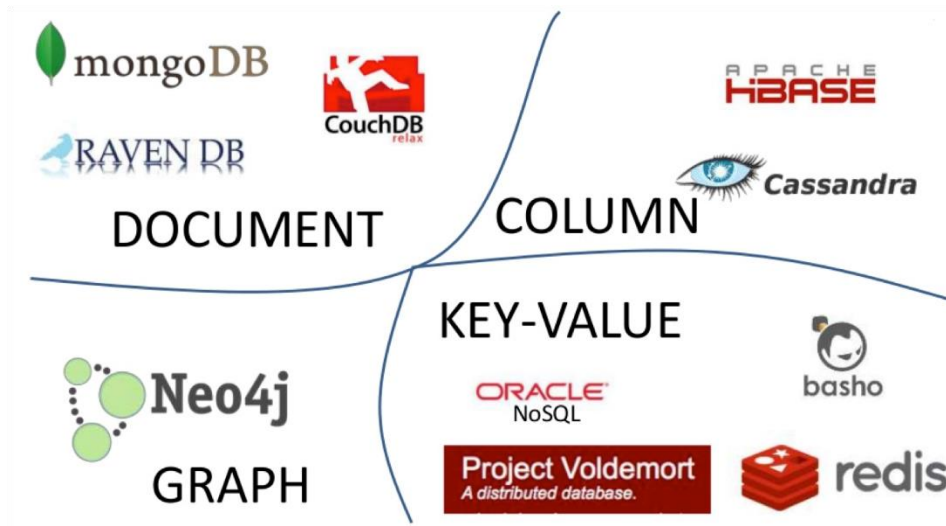 mongoDB
CouchDB
relax
RAVEN DB
DOCUMENT
APACHE
HBASE
Cassandra
COLUMN
KEY-VALUE
ORACLE
NoSQL
basho
Project Voldemort
A distributed database.
redis
Neo4j
GRAPH